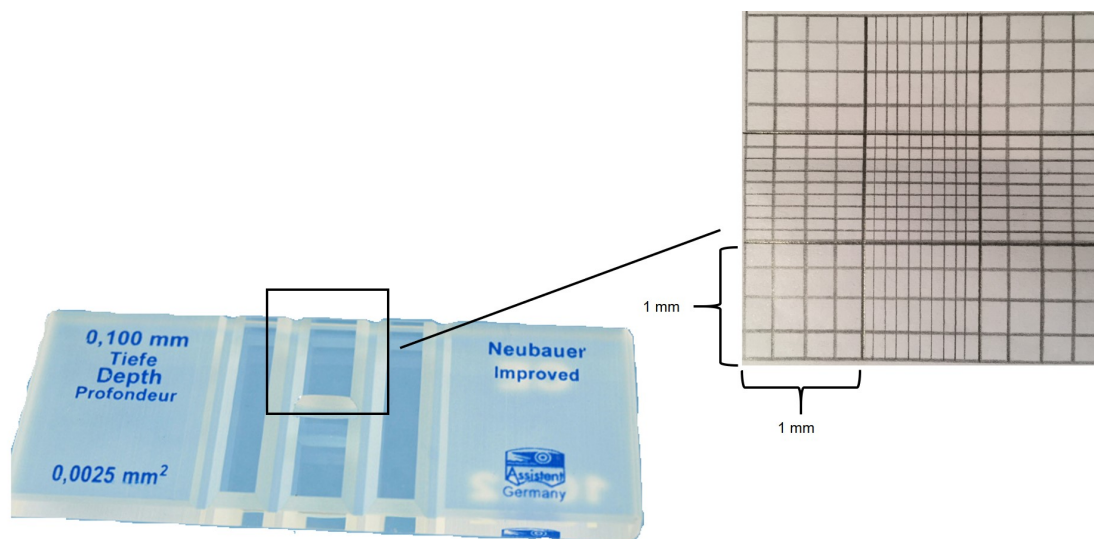 0,100 mm
Tiefe
Depth
Profondeur
0,0025 mm²
Neubauer
Improved
Assistent
Germany
1 mm
1 mm